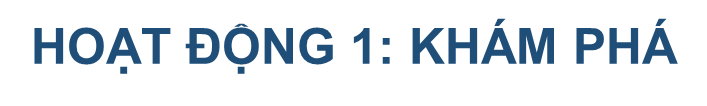 HOẠT ĐỘNG 1: KHÁM PHÁ